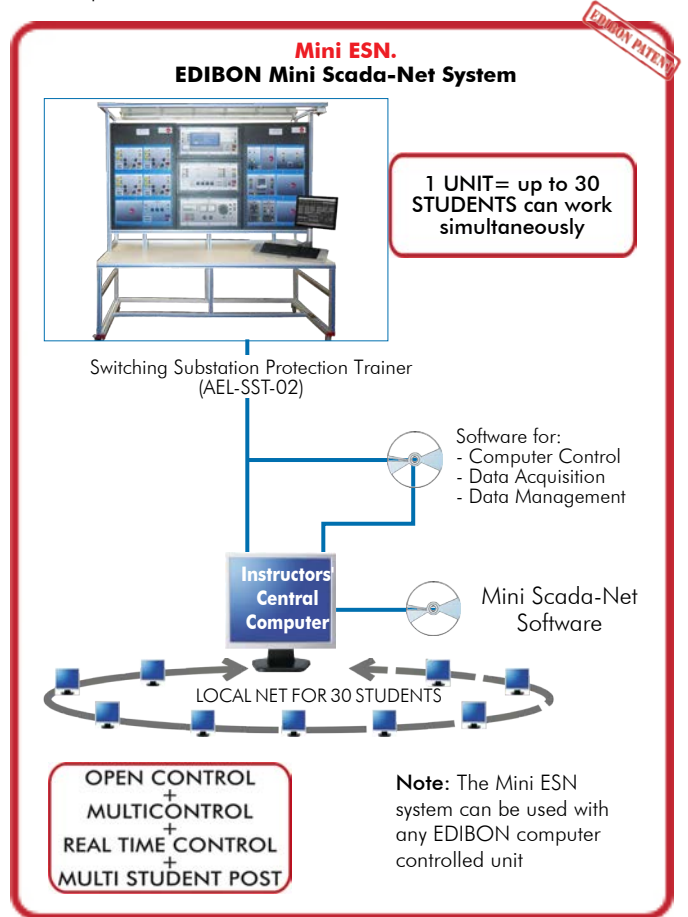 EDIBON PATENT
Mini ESN.
EDIBON Mini Scada-Net System
1 UNIT= up to 30
STUDENTS can work
simultaneously
Switching Substation Protection Trainer
(AEL-SST-02)
Software for:
- Computer Control
- Data Acquisition
- Data Management
Instructors'
Central
Computer
Mini Scada-Net
Software
LOCAL NET FOR 30 STUDENTS
OPEN CONTROL
+
MULTICONTROL
+
REAL TIME CONTROL
+
MULTI STUDENT POST
Note: The Mini ESN
system can be used with
any EDIBON computer
controlled unit